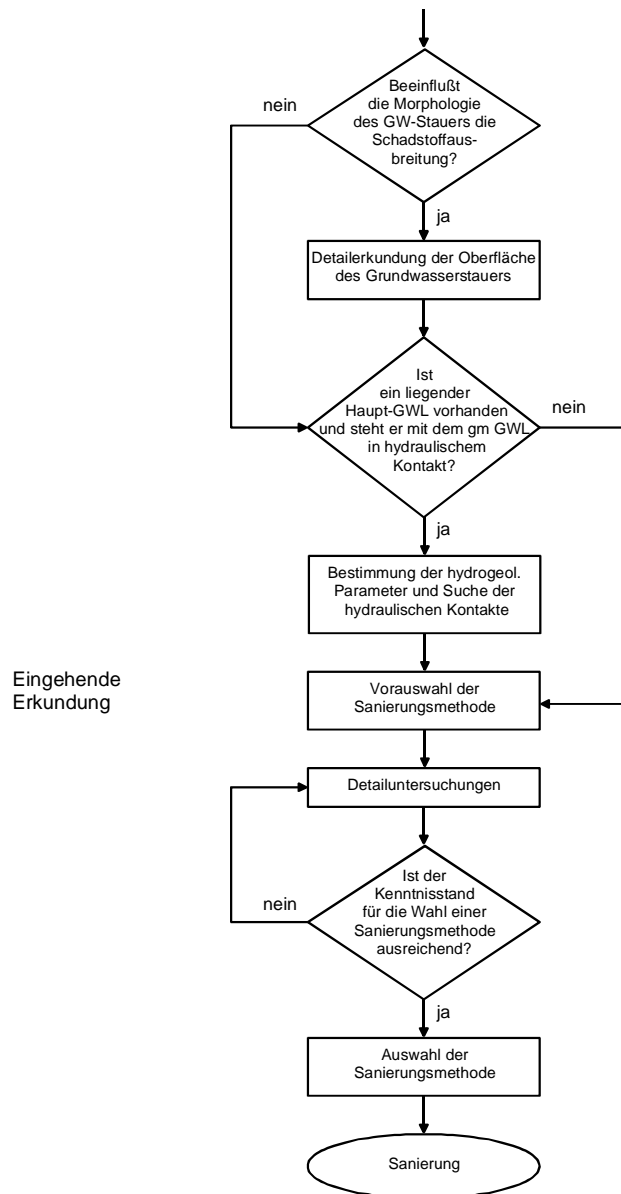 Beeinflußt
die Morphologie
des GW-Stauers die
Schadstoffaus-
breitung?
nein
ja
Detailerkundung der Oberfläche
des Grundwasserstauers
Ist
ein liegender
Haupt-GWL vorhanden
und steht er mit dem gm GWL
in hydraulischem
Kontakt?
nein
ja
Bestimmung der hydrogeol.
Parameter und Suche der
hydraulischen Kontakte
Eingehende
Erkundung
Vorauswahl der
Sanierungsmethode
Detailuntersuchungen
Ist der
Kenntnisstand
für die Wahl einer
Sanierungsmethode
ausreichend?
nein
ja
Auswahl der
Sanierungsmethode
Sanierung